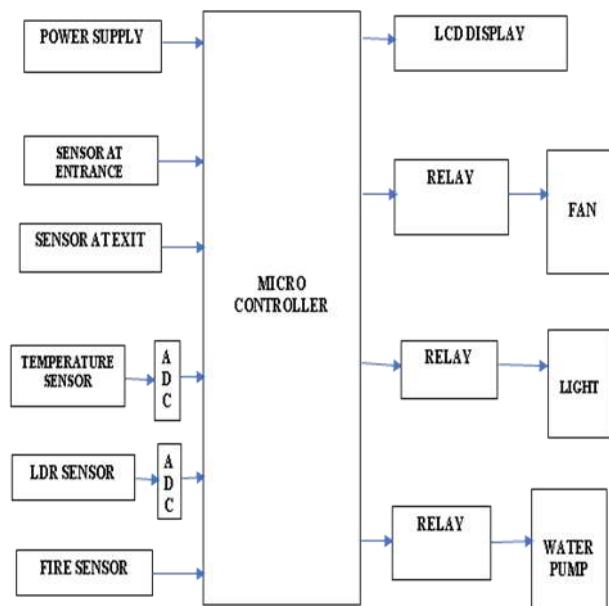 POWER SUPPLY
SENSOR AT
ENTRANCE
SENSOR AT EXIT
TEMPERATURE
SENSOR
A
D
C
LDR SENSOR
A
D
C
FIRE SENSOR
MICRO
CONTROLLER
LCD DISPLAY
RELAY
FAN
RELAY
LIGHT
RELAY
WATER
PUMP